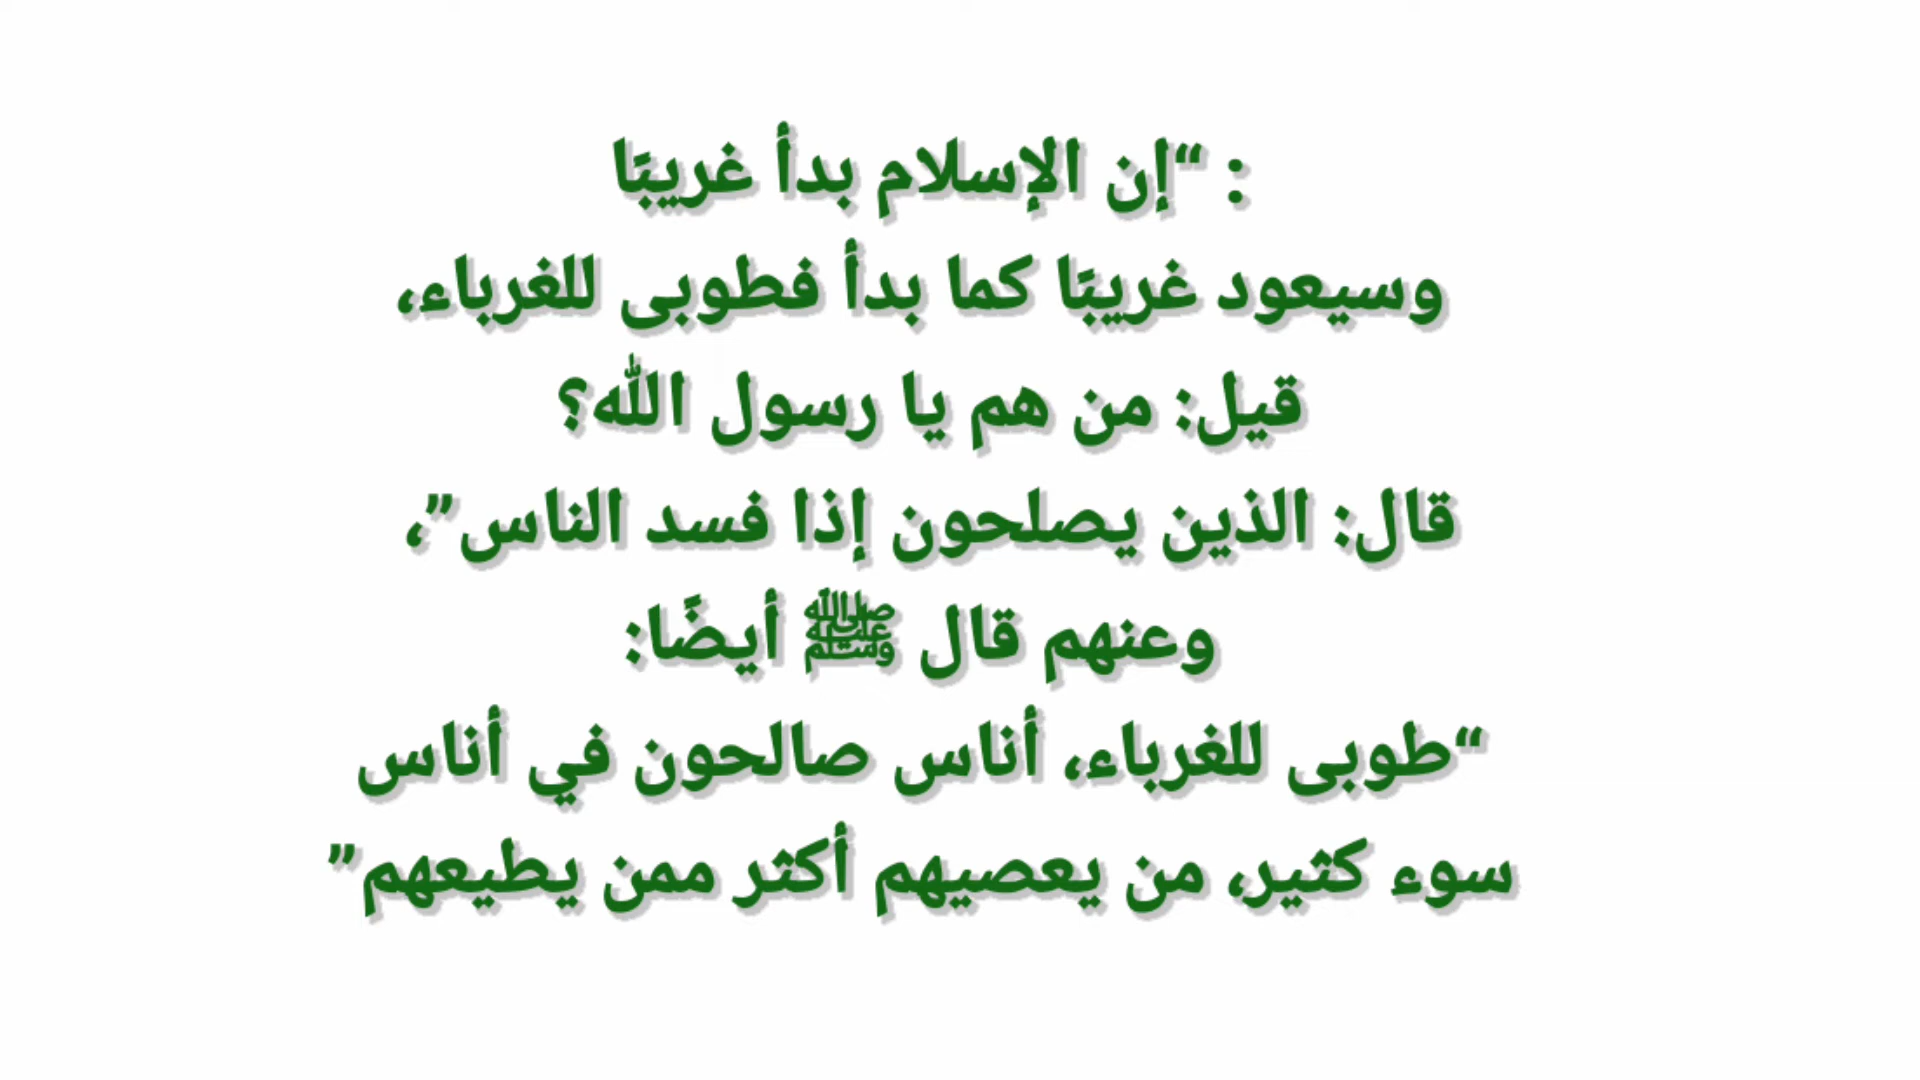 : “إن الإسلام بدأ غريبًا
وسيعود غريبًا كما بدأ فطوبى للغرباء،
قيل: من هم يا رسول الله؟
قال: الذين يصلحون إذا فسد الناس”،
وعنهم قال ﷺ أيضًا:
“طوبى للغرباء، أناس صالحون في أناس
سوء كثير، من يعصيهم أكثر ممن يطيعهم”